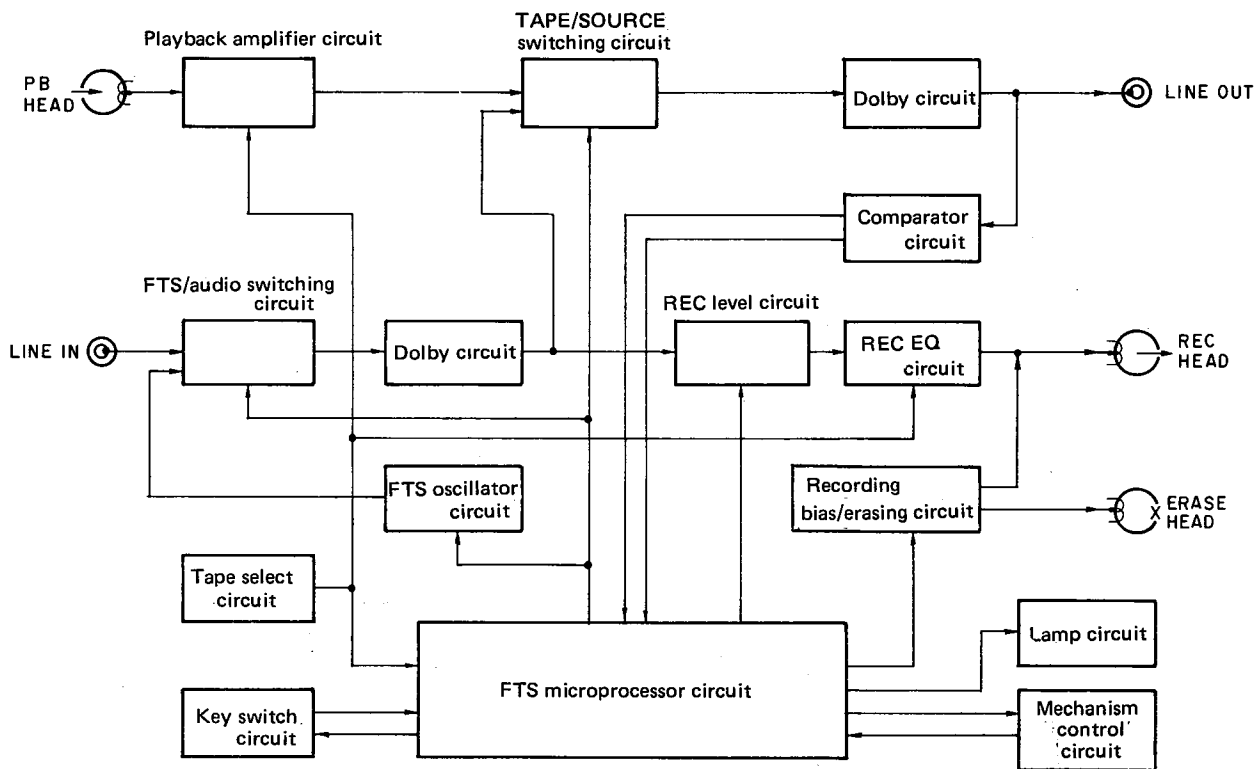 Playback amplifier circuit
TAPE/SOURCE
switching circuit
PB
HEAD
Dolby circuit
LINE OUT
Comparator
circuit
FTS/audio switching
circuit
REC level circuit
LINE IN
Dolby circuit
REC EQ
circuit
REC
HEAD
FTS oscillator
circuit
Recording
bias/erasing circuit
ERASE
HEAD
X
Tape select
circuit
Lamp circuit
FTS microprocessor circuit
Key switch
circuit
Mechanism
control
circuit